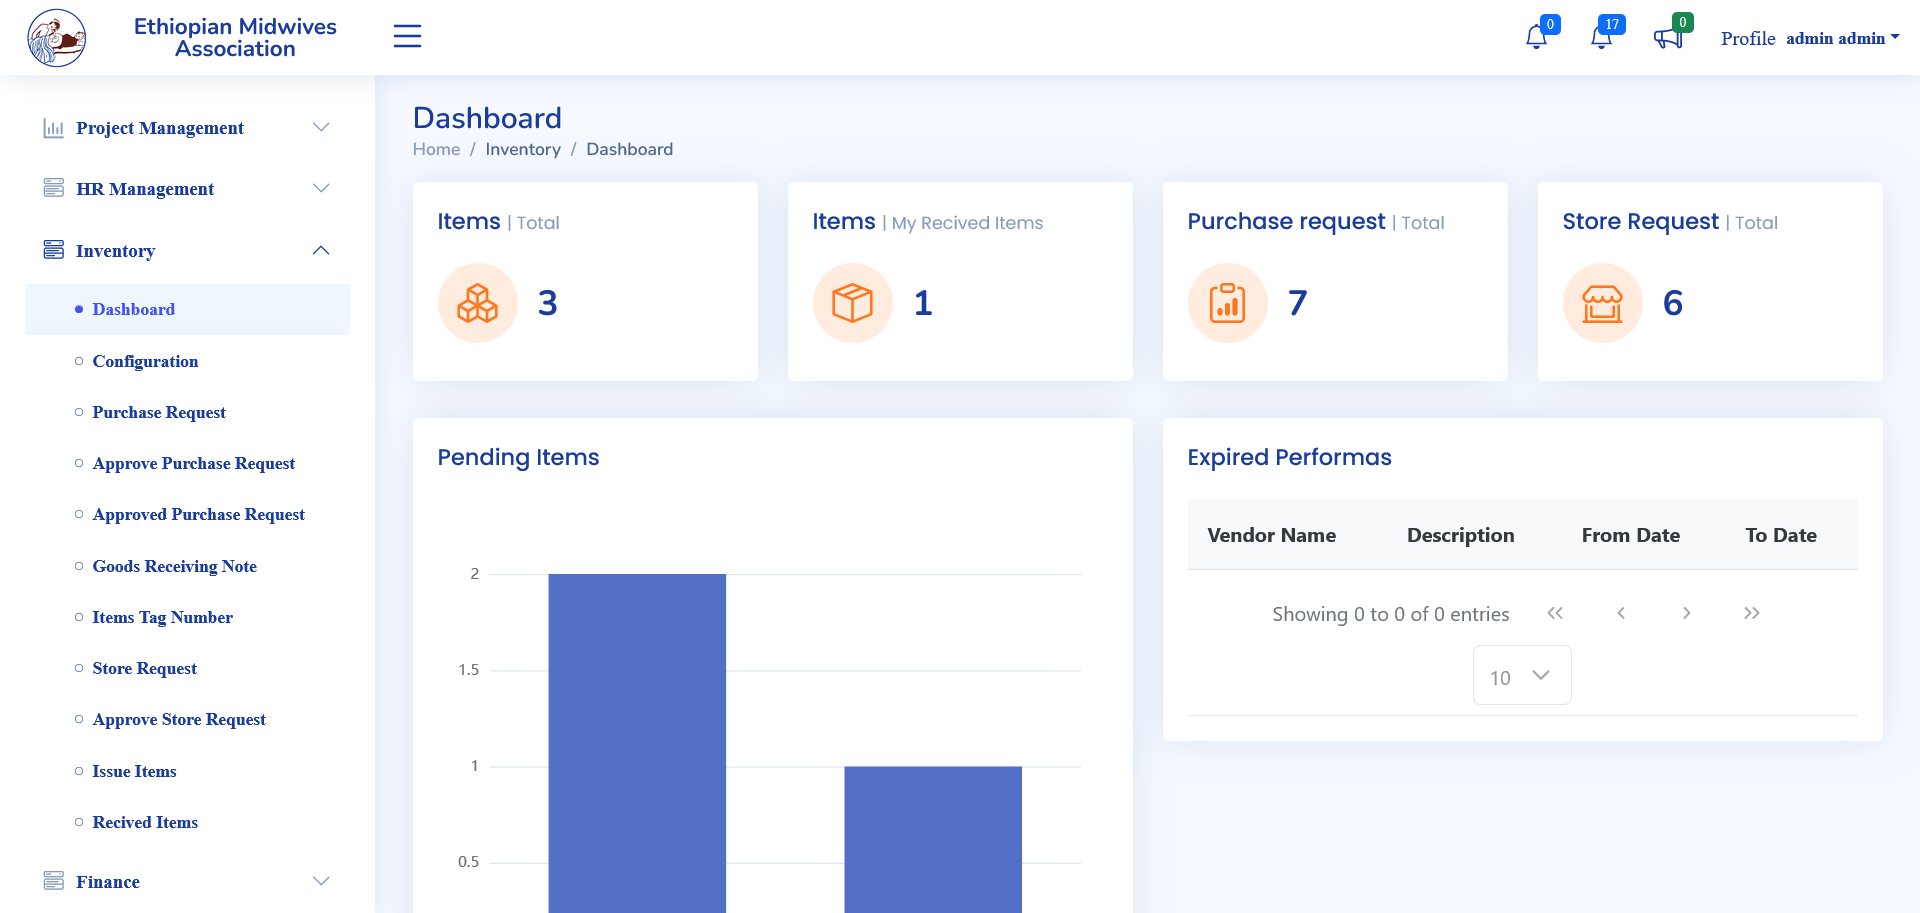 Ethiopian Midwives
Association
0
17
0
Profile admin admin
Project Management
HR Management
Inventory
Dashboard
Configuration
Purchase Request
Approve Purchase Request
Approved Purchase Request
Goods Receiving Note
Items Tag Number
Store Request
Approve Store Request
Issue Items
Recived Items
Finance
Dashboard
Home / Inventory / Dashboard
Items | Total
3
Items | My Recived Items
1
Purchase request | Total
7
Store Request | Total
6
Pending Items
2
1.5
1
0.5
Expired Performas
Vendor Name Description From Date To Date
Showing 0 to 0 of 0 entries
10